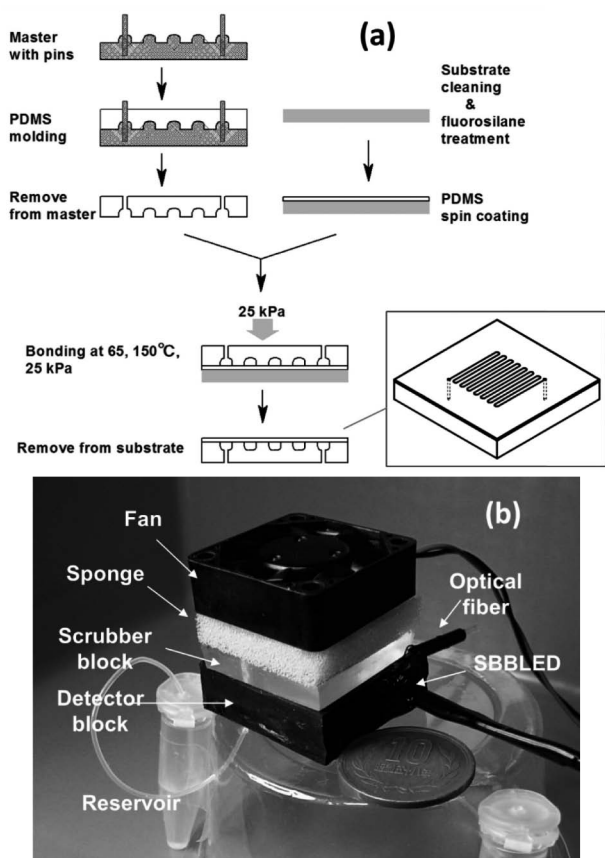 (a)
Master
with pins
Substrate
cleaning
&
fluorosilane
treatment
PDMS
molding
Remove
from master
PDMS
spin coating
25 kPa
Bonding at 65, 150℃,
25 kPa
Remove from substrate
(b)
Fan
Sponge
Optical
fiber
Scrubber
block
SBBLED
Detector
block
10
Reservoir